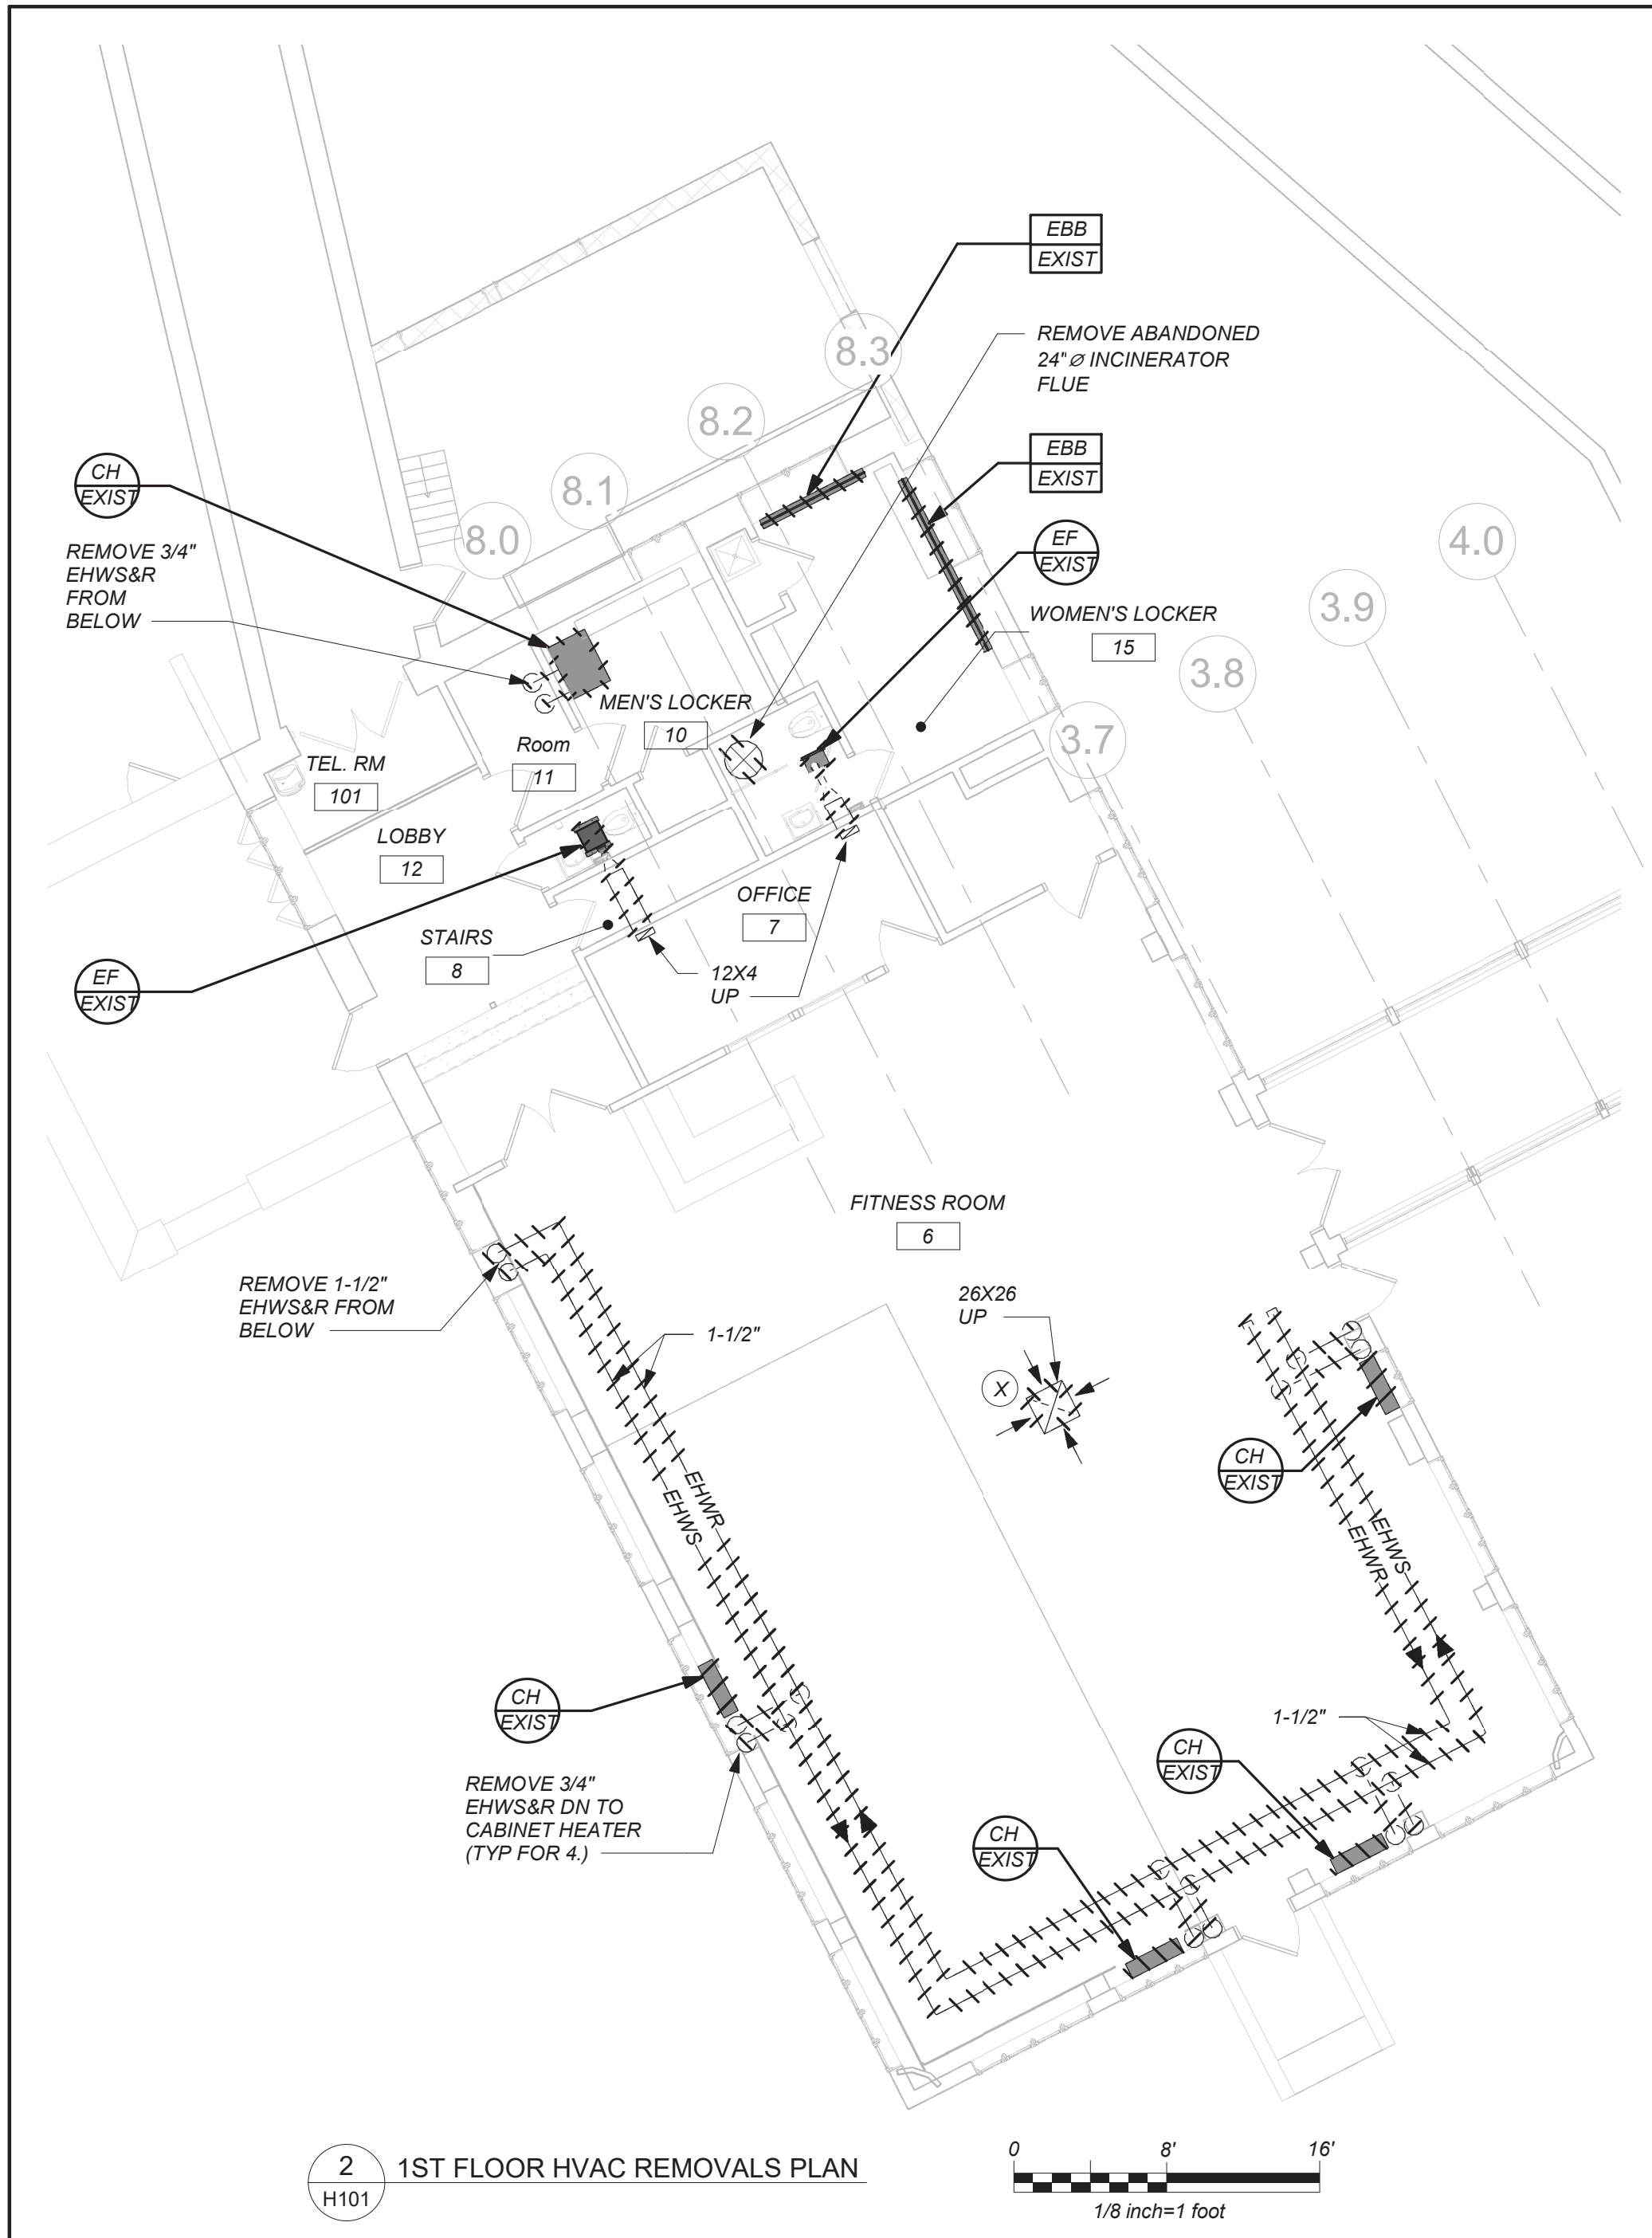 EBB
EXIST
REMOVE ABANDONED
24" Ø INCINERATOR
FLUE
8.3
8.2
EBB
EXIST
CH
EXIST
8.1
8.0
EF
EXIST
4.0
REMOVE 3/4"
EHWS&R
FROM
BELOW
3.9
WOMEN'S LOCKER
15
3.8
MEN'S LOCKER
10
3.7
Room
11
TEL. RM
101
LOBBY
12
OFFICE
7
STAIRS
8
EF
EXIST
12X4
UP
FITNESS ROOM
6
REMOVE 1-1/2"
EHWS&R FROM
BELOW
1-1/2"
26X26
UP
X
CH
EXIST
EHWR
EHWS
EHWS
EHWR
CH
EXIST
1-1/2"
CH
EXIST
REMOVE 3/4"
EHWS&R DN TO
CABINET HEATER
(TYP FOR 4.)
CH
EXIST
2
H101
1ST FLOOR HVAC REMOVALS PLAN
0 8' 16'
1/8 inch=1 foot